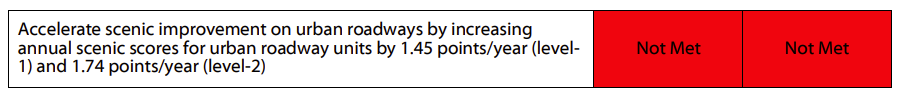 Accelerate scenic improvement on urban roadways by increasing
annual scenic scores for urban roadway units by 1.45 points/year (level-
1) and 1.74 points/year (level-2)
Not Met
Not Met